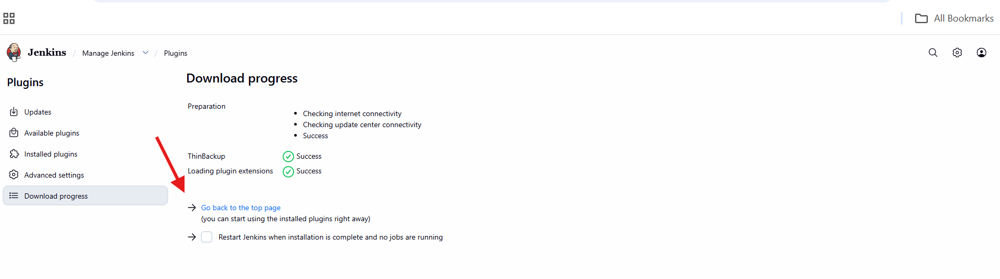 All Bookmarks
Jenkins / Manage Jenkins / Plugins
Plugins
Updates
Available plugins
Installed plugins
Advanced settings
Download progress
Download progress
Preparation
Checking internet connectivity
Checking update center connectivity
Success
ThinBackup Success
Loading plugin extensions Success
Go back to the top page
(you can start using the installed plugins right away)
Restart Jenkins when installation is complete and no jobs are running